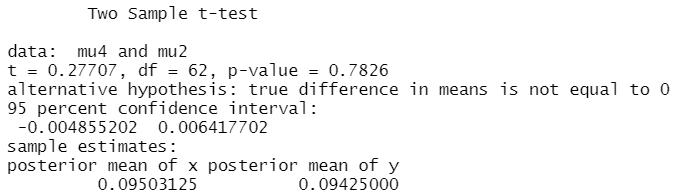 Two Sample t-test
data: mu4 and mu2
t = 0.27707, df = 62, p-value = 0.7826
alternative hypothesis: true difference in means is not equal to 0
95 percent confidence interval:
-0.004855202 0.006417702
sample estimates:
posterior mean of x posterior mean of y
0.09503125 0.09425000